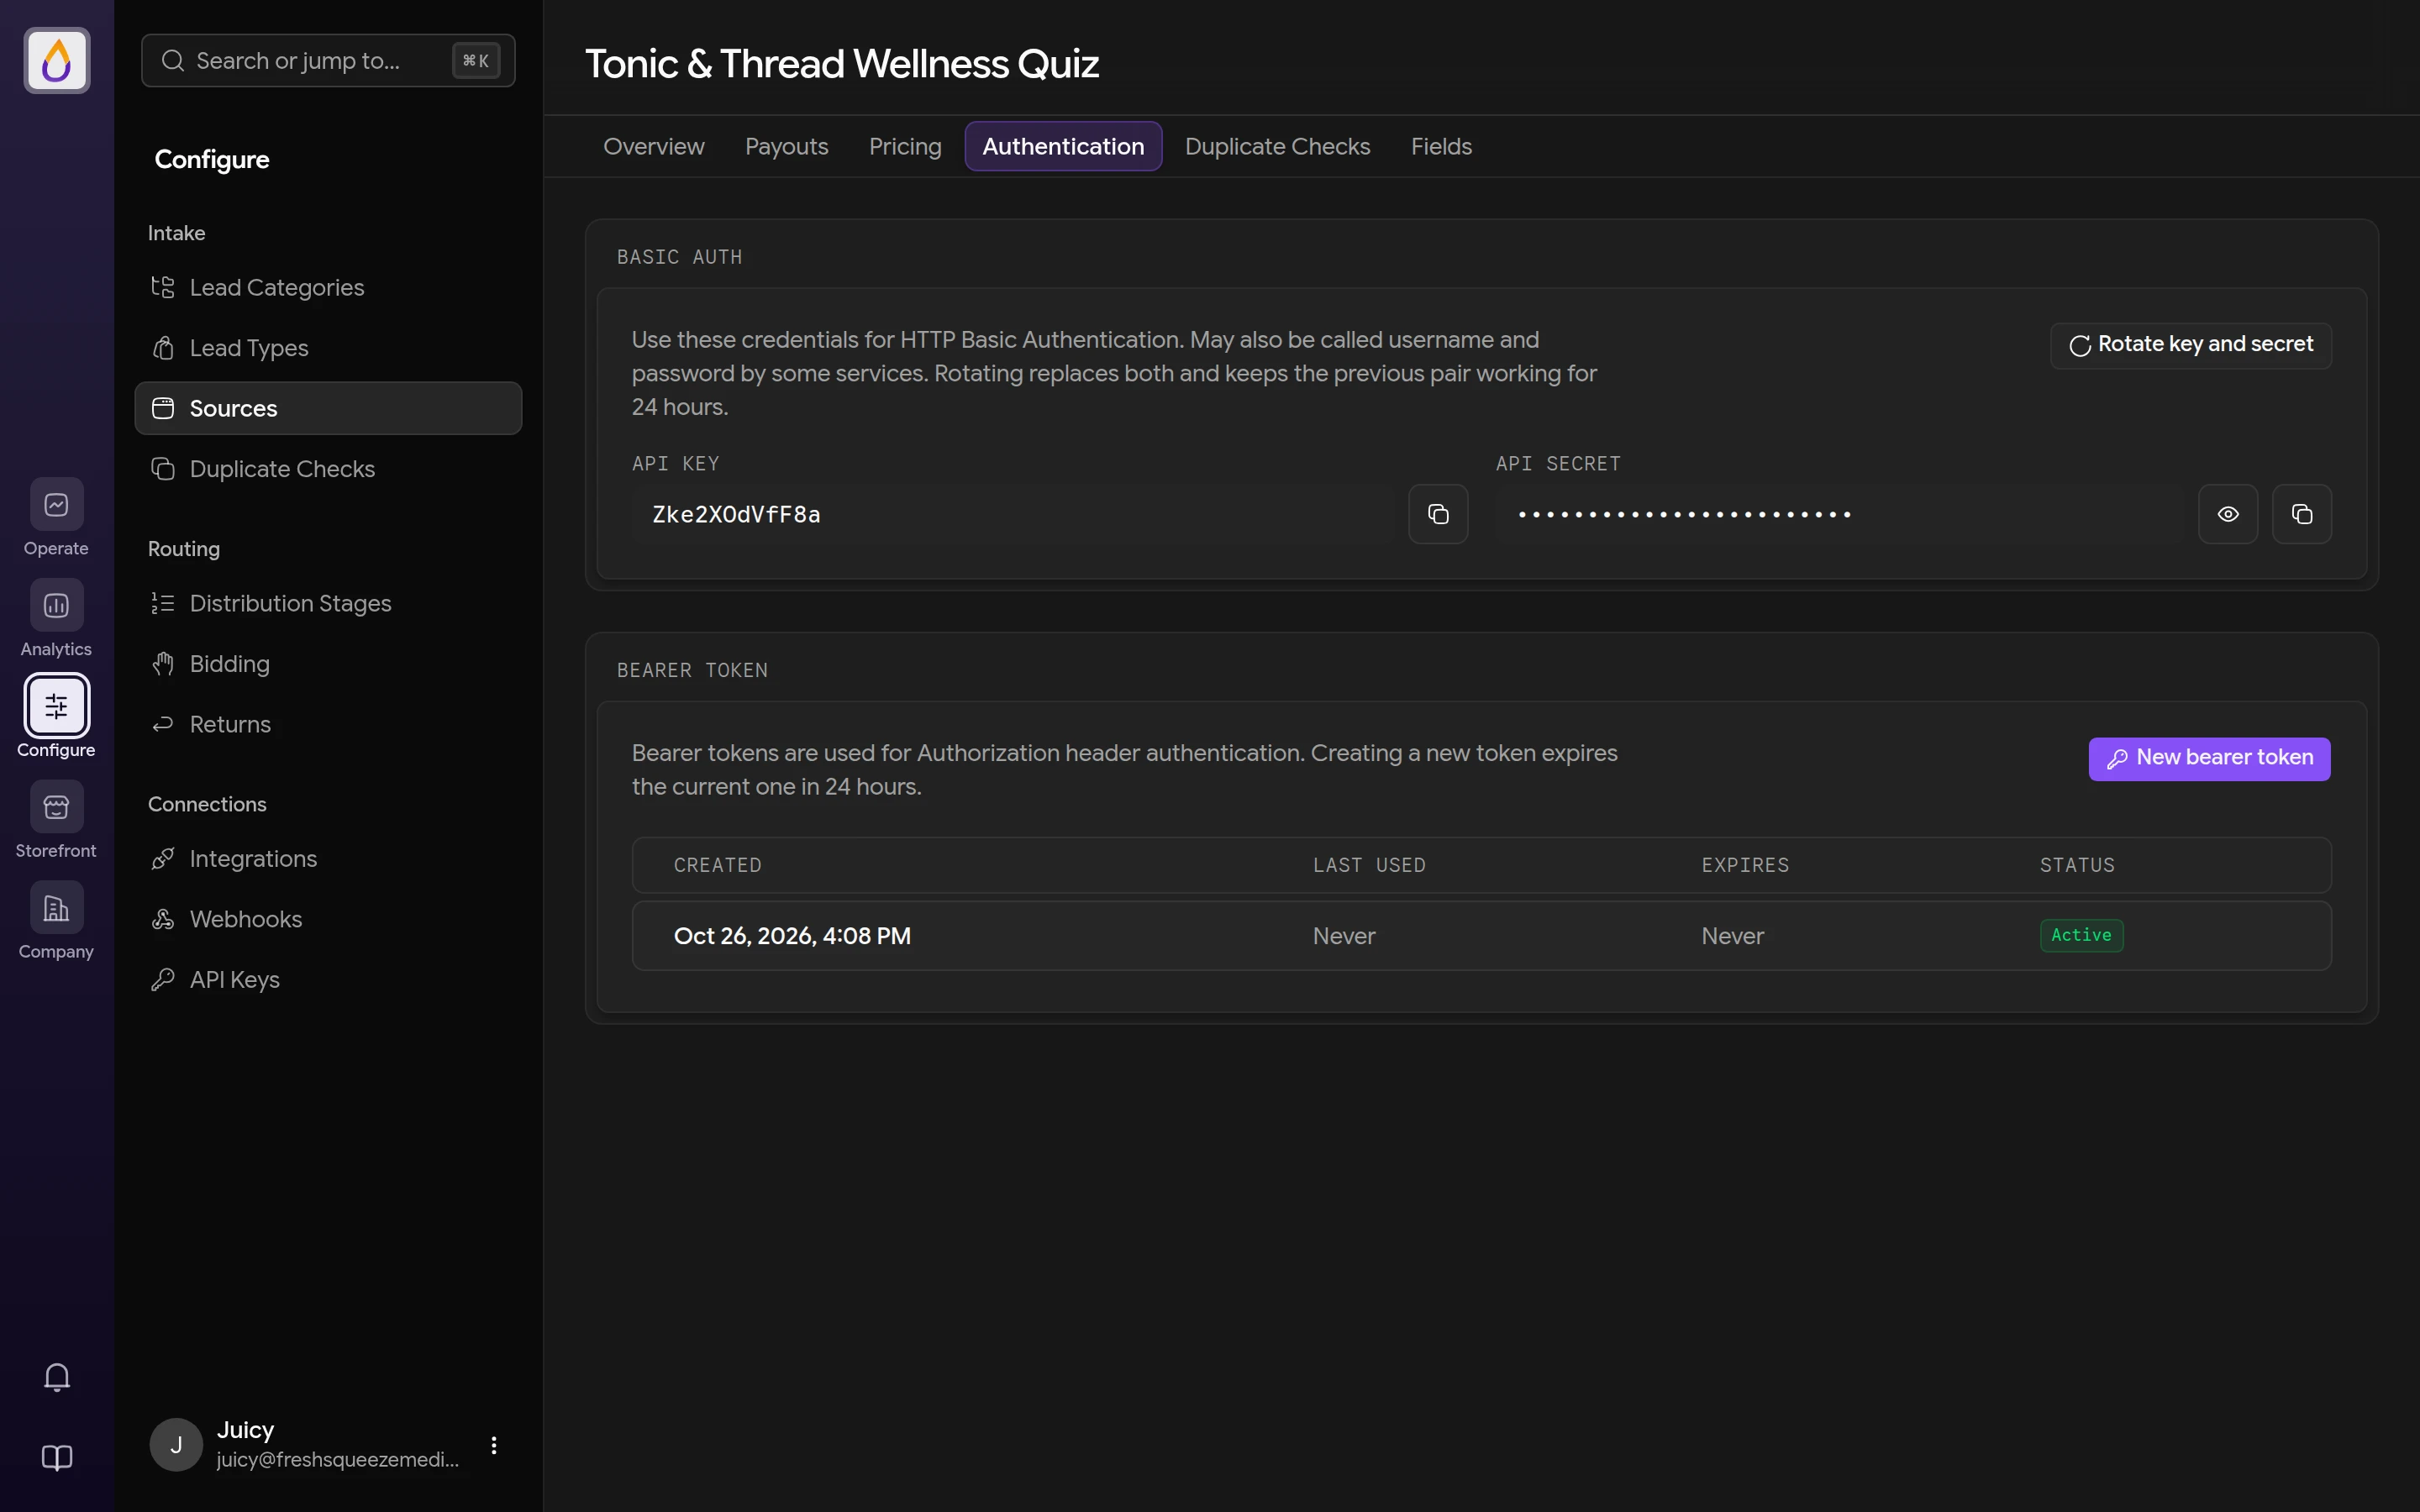 Search or jump to...
⌘K
Configure
Intake
Lead Categories
Lead Types
Sources
Duplicate Checks
Routing
Distribution Stages
Bidding
Returns
Connections
Integrations
Webhooks
API Keys
Operate
Analytics
Configure
Storefront
Company
J
Juicy
juicy@freshsqueezemedi...
Tonic & Thread Wellness Quiz
Overview
Payouts
Pricing
Authentication
Duplicate Checks
Fields
BASIC AUTH
Use these credentials for HTTP Basic Authentication. May also be called username and
password by some services. Rotating replaces both and keeps the previous pair working for
24 hours.
Rotate key and secret
API KEY
Zke2XOdVfF8a
API SECRET
••••••••••••••••••••••••
BEARER TOKEN
Bearer tokens are used for Authorization header authentication. Creating a new token expires
the current one in 24 hours.
New bearer token
CREATED LAST USED EXPIRES STATUS
Oct 26, 2026, 4:08 PM Never Never Active